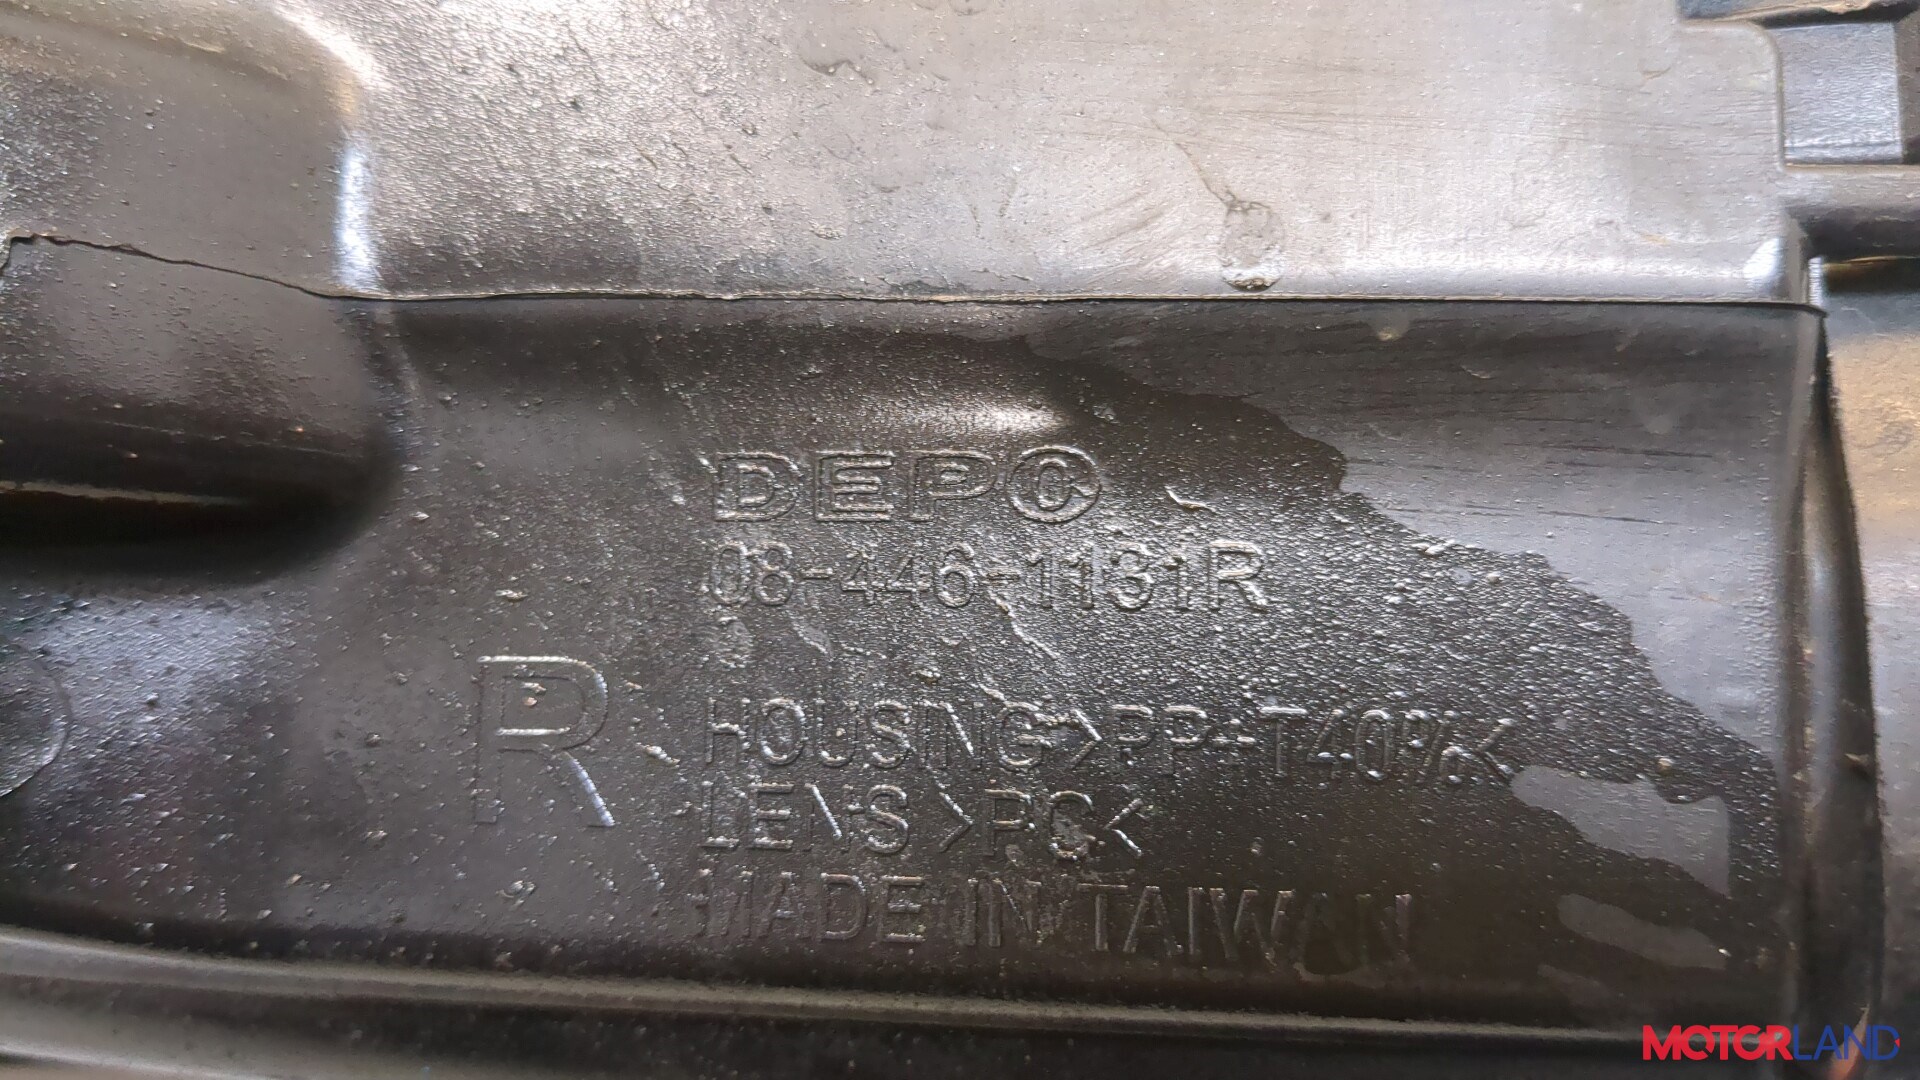 DEPO
08-446-1131R
R
HOUSING >PP+T40%<
LENS >PC<
MADE IN TAIWAN
MOTORLAND